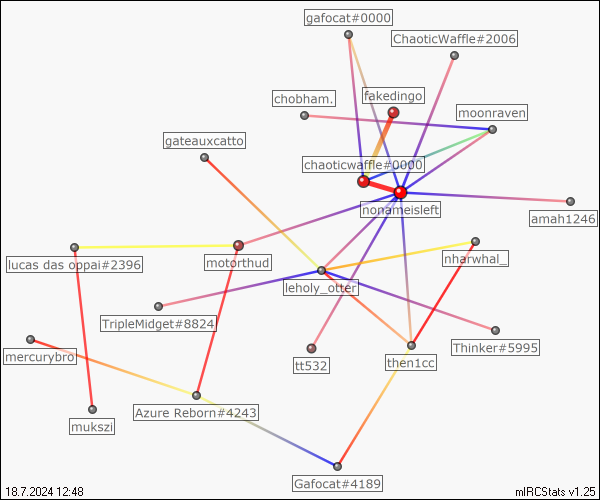 gafocat#0000
ChaoticWaffle#2006
fakedingo
chobham.
moonraven
gateauxcatto
chaoticwaffle#0000
nonameisleft
amah1246
lucas das oppai#2396
motorthud
nharwhal_
leholy_otter
TripleMidget#8824
mercurybro
tt532
then1cc
Thinker#5995
Azure Reborn#4243
mukszi
Gafocat#4189
18.7.2024 12:48
mIRCStats v1.25